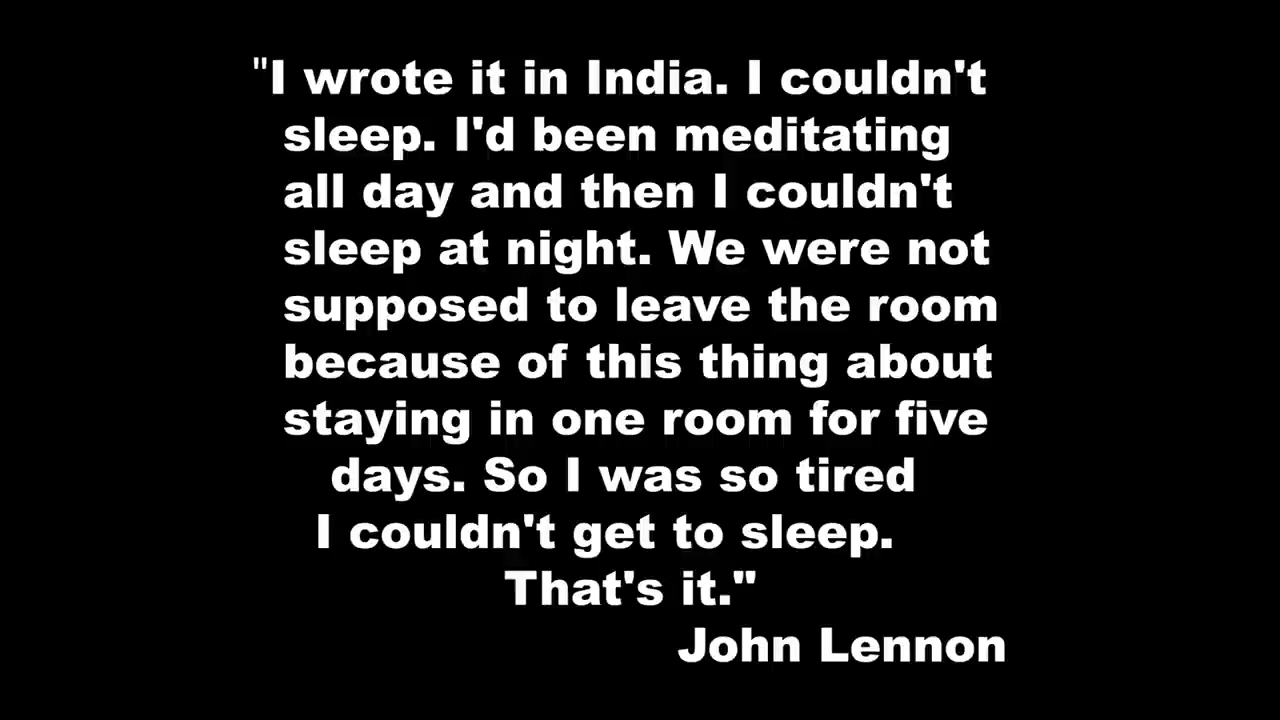 "I wrote it in India. I couldn't
sleep. I'd been meditating
all day and then I couldn't
sleep at night. We were not
supposed to leave the room
because of this thing about
staying in one room for five
days. So I was so tired
I couldn't get to sleep.
That's it."
John Lennon